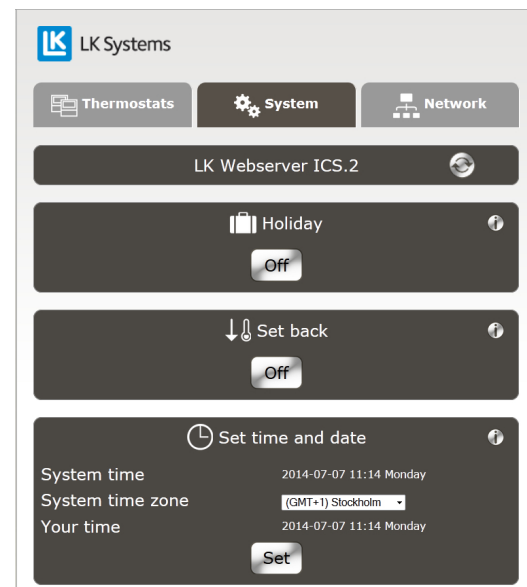 LK LK Systems
Thermostats System Network
LK Webserver ICS.2
Holiday
Off
Set back
Off
Set time and date
System time 2014-07-07 11:14 Monday
System time zone (GMT+1) Stockholm
Your time 2014-07-07 11:14 Monday
Set